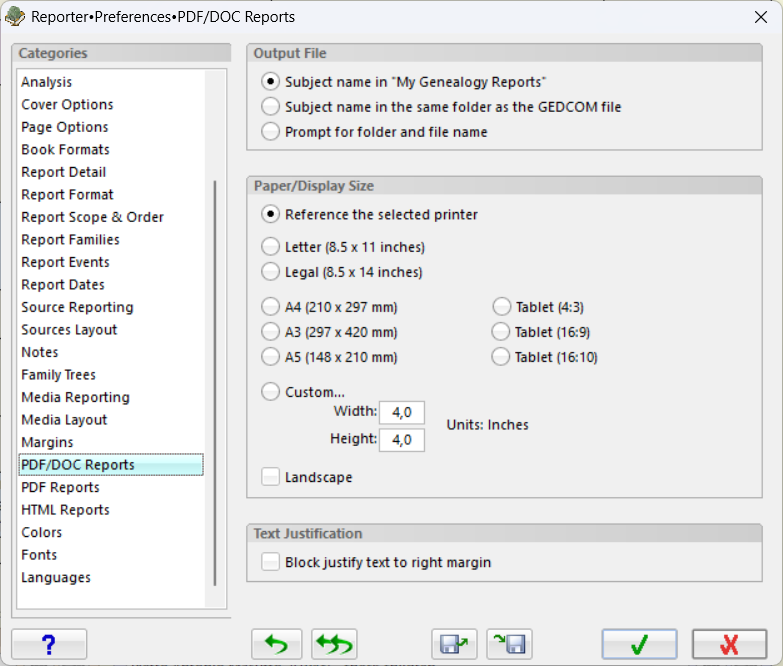 Reporter•Preferences•PDF/DOC Reports
Categories
Analysis
Cover Options
Page Options
Book Formats
Report Detail
Report Format
Report Scope & Order
Report Families
Report Events
Report Dates
Source Reporting
Sources Layout
Notes
Family Trees
Media Reporting
Media Layout
Margins
PDF/DOC Reports
PDF Reports
HTML Reports
Colors
Fonts
Languages
Output File
Subject name in "My Genealogy Reports"
Subject name in the same folder as the GEDCOM file
Prompt for folder and file name
Paper/Display Size
Reference the selected printer
Letter (8.5 x 11 inches)
Legal (8.5 x 14 inches)
A4 (210 x 297 mm)
A3 (297 x 420 mm)
A5 (148 x 210 mm)
Tablet (4:3)
Tablet (16:9)
Tablet (16:10)
Custom...
Width: 4,0
Height: 4,0
Units: Inches
Landscape
Text Justification
Block justify text to right margin
?